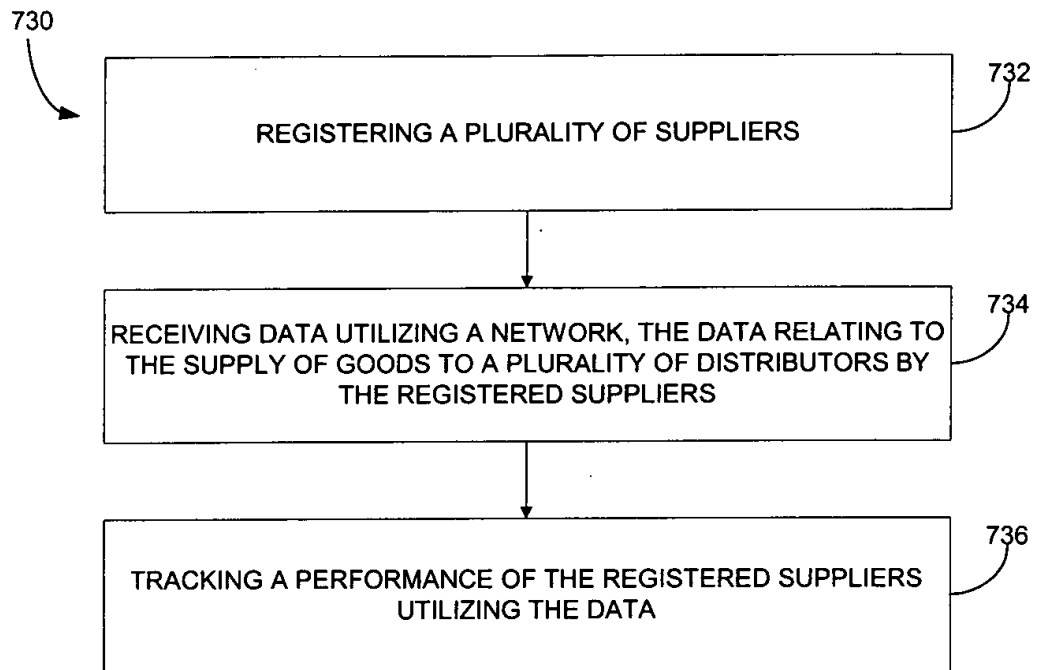 730
732
REGISTERING A PLURALITY OF SUPPLIERS
734
RECEIVING DATA UTILIZING A NETWORK, THE DATA RELATING TO
THE SUPPLY OF GOODS TO A PLURALITY OF DISTRIBUTORS BY
THE REGISTERED SUPPLIERS
736
TRACKING A PERFORMANCE OF THE REGISTERED SUPPLIERS
UTILIZING THE DATA